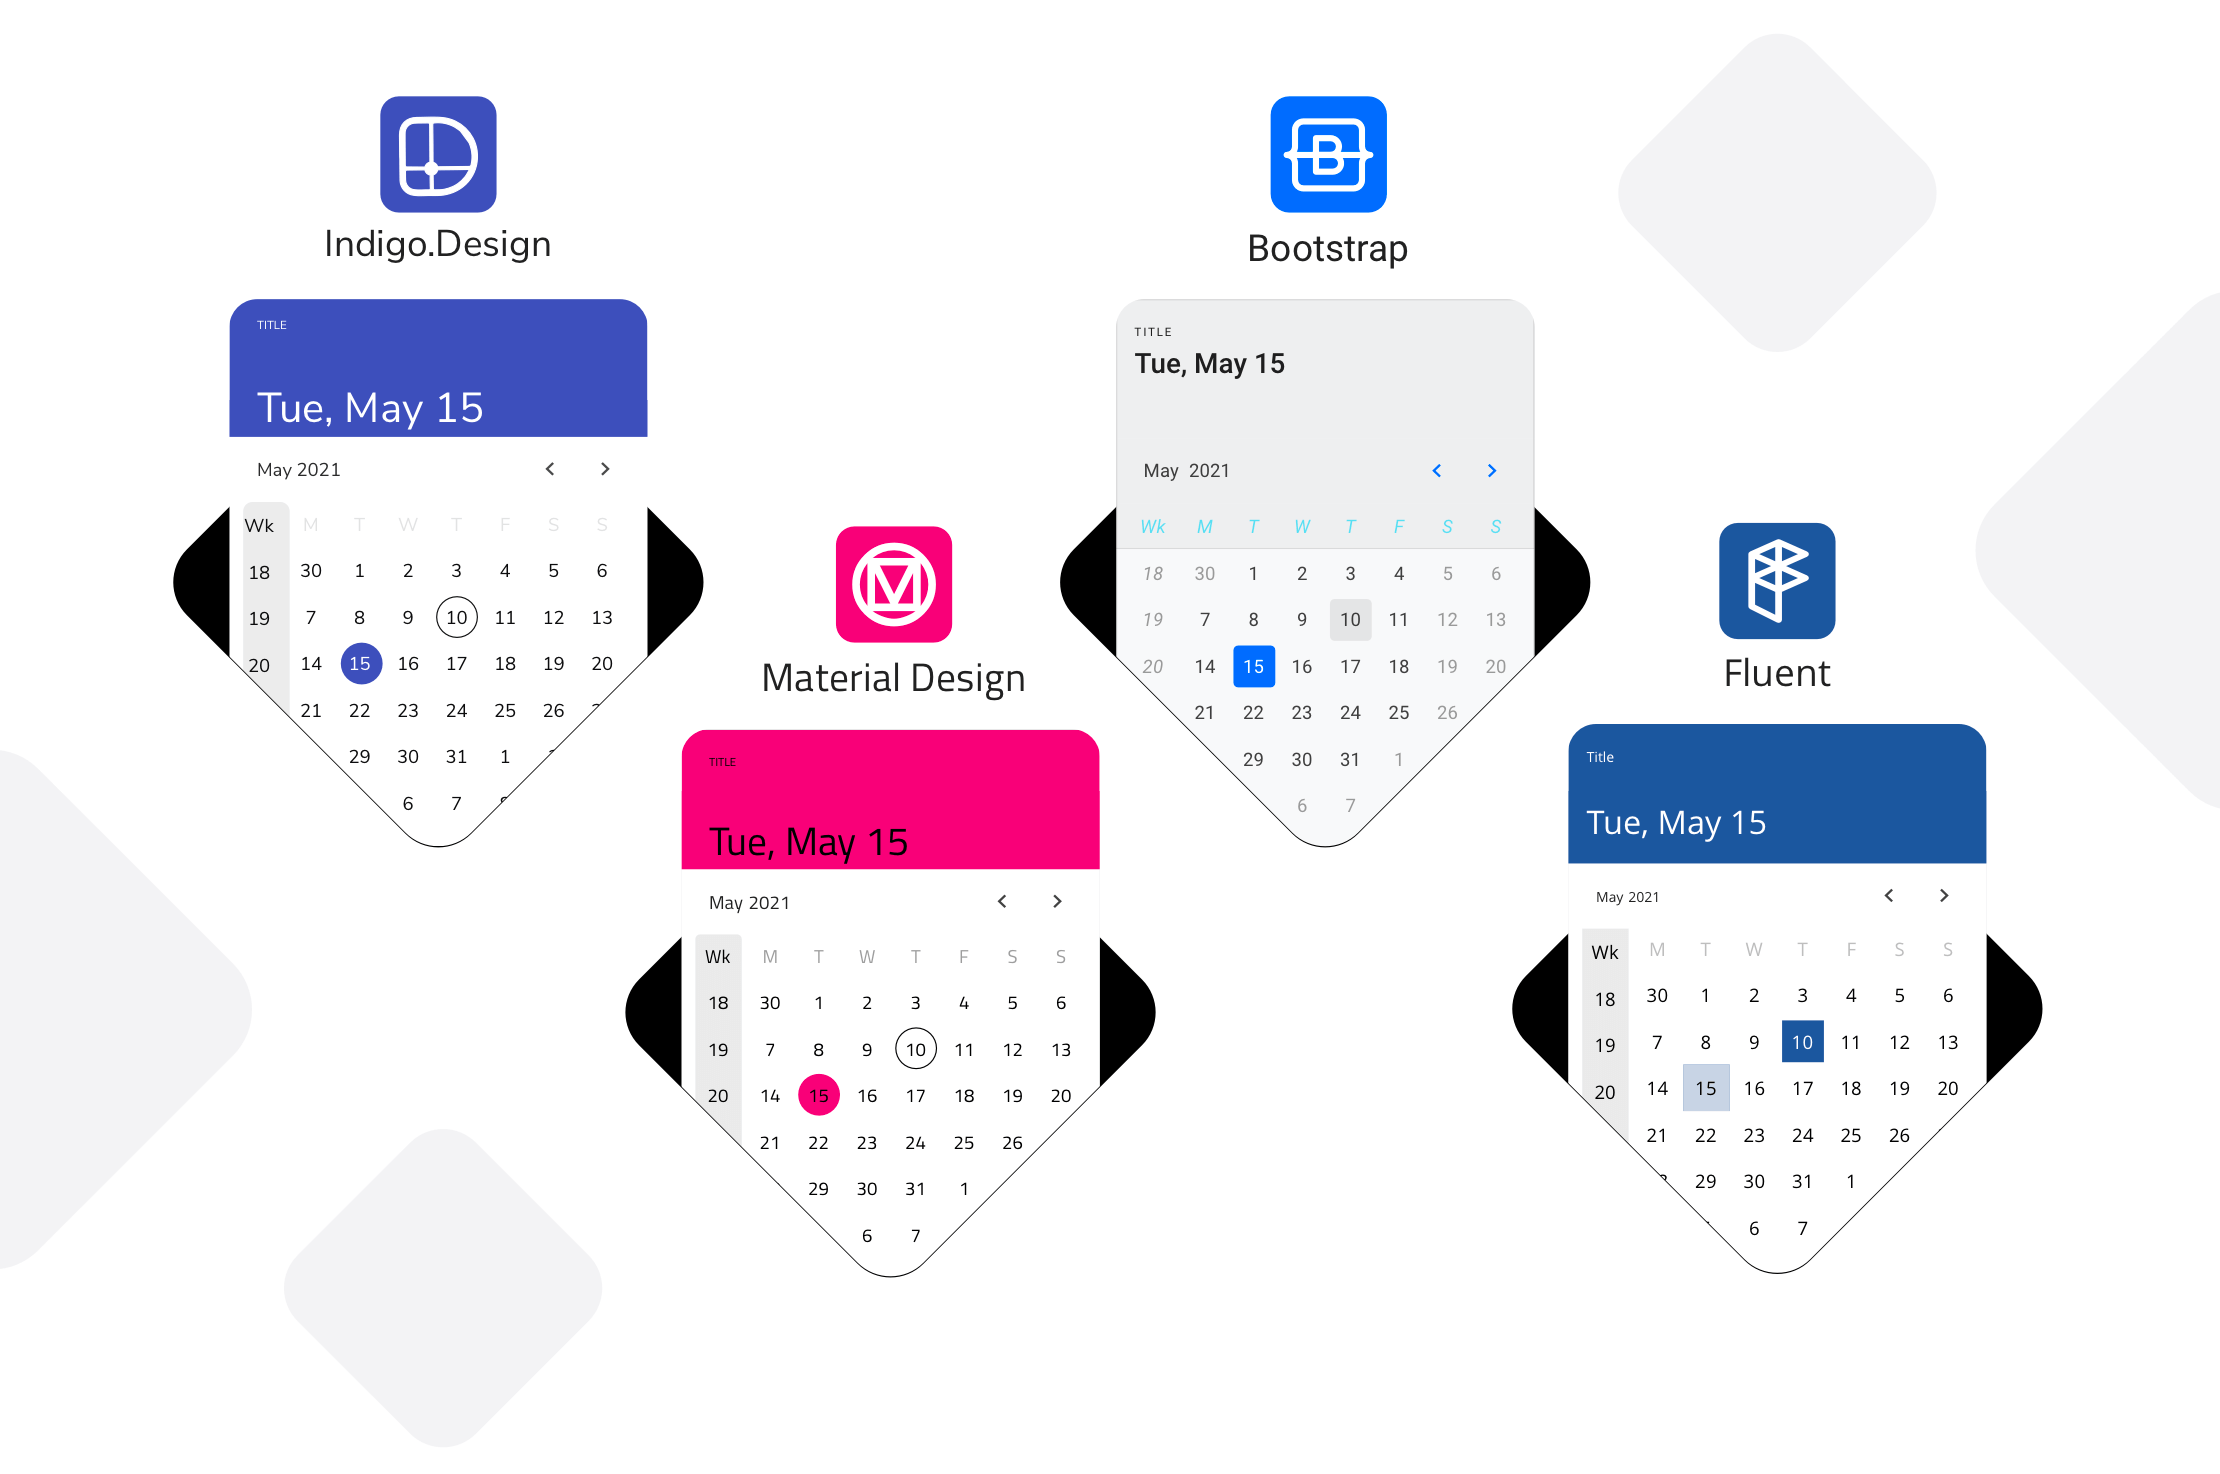 Indigo.Design
TITLE
Tue, May 15
May 2021
Wk M T W T F S S
18 30 1 2 3 4 5 6
19 7 8 9 10 11 12 13
20 14 15 16 17 18 19 20
21 22 23 24 25 26
29 30 31 1
6 7
Material Design
TITLE
Tue, May 15
May 2021
Wk M T W T F S S
18 30 1 2 3 4 5 6
19 7 8 9 10 11 12 13
20 14 15 16 17 18 19 20
21 22 23 24 25 26
29 30 31 1
6 7
B
Bootstrap
TITLE
Tue, May 15
May 2021
Wk M T W T F S S
18 30 1 2 3 4 5 6
19 7 8 9 10 11 12 13
20 14 15 16 17 18 19 20
21 22 23 24 25 26
29 30 31 1
6 7
Fluent
Title
Tue, May 15
May 2021
Wk M T W T F S S
18 30 1 2 3 4 5 6
19 7 8 9 10 11 12 13
20 14 15 16 17 18 19 20
21 22 23 24 25 26
29 30 31 1
6 7